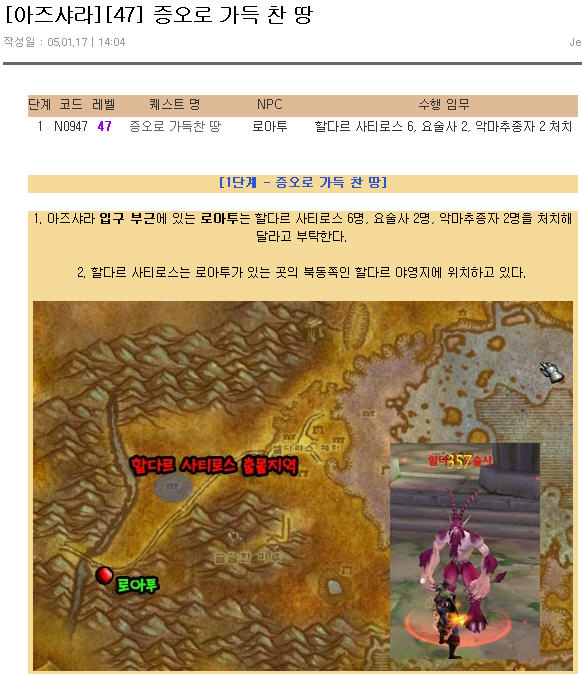 [아즈샤라][47] 증오로 가득 찬 땅
작성일 : 05.01.17 | 14:04
Je
단계 코드 레벨 퀘스트 명 NPC 수행 임무
1 N0947 47 증오로 가득찬 땅 로아투 할다르 사티로스 6, 요술사 2, 악마추종자 2 처치
[1단계 - 증오로 가득 찬 땅]
1. 아즈샤라 입구 부근에 있는 로아투는 할다르 사티로스 6명, 요술사 2명, 악마추종자 2명을 처치해
달라고 부탁한다.
2. 할다르 사티로스는 로아투가 있는 곳의 북동쪽인 할다르 야영지에 위치하고 있다.
할다르 사티로스 출몰지역
357
로아투